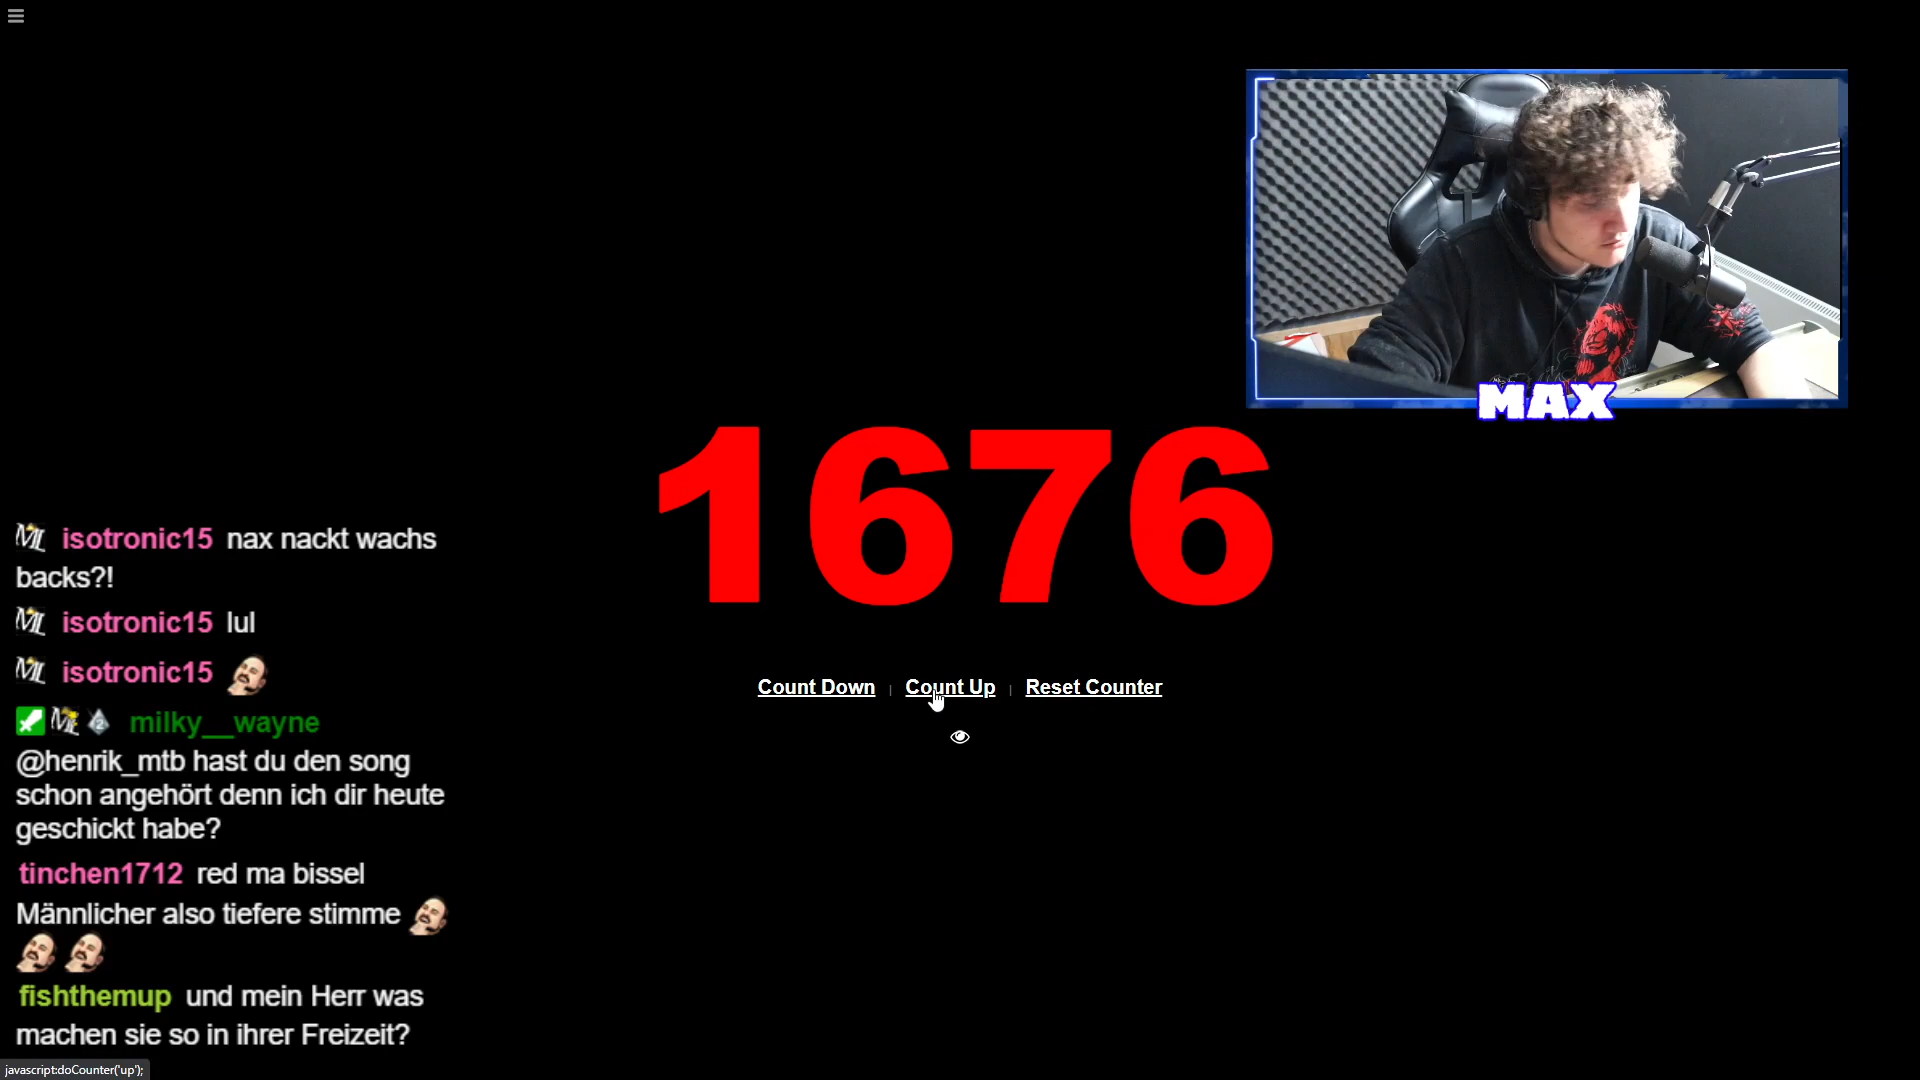 MAX
1676
isotronic15 nax nackt wachs
backs?!
isotronic15 lul
isotronic15
milky__wayne
@henrik_mtb hast du den song
schon angehört denn ich dir heute
geschickt habe?
tinchen1712 red ma bissel
Männlicher also tiefere stimme
fishthemup und mein Herr was
machen sie so in ihrer Freizeit?
Count Down | Count Up | Reset Counter
javascript:doCounter('up');